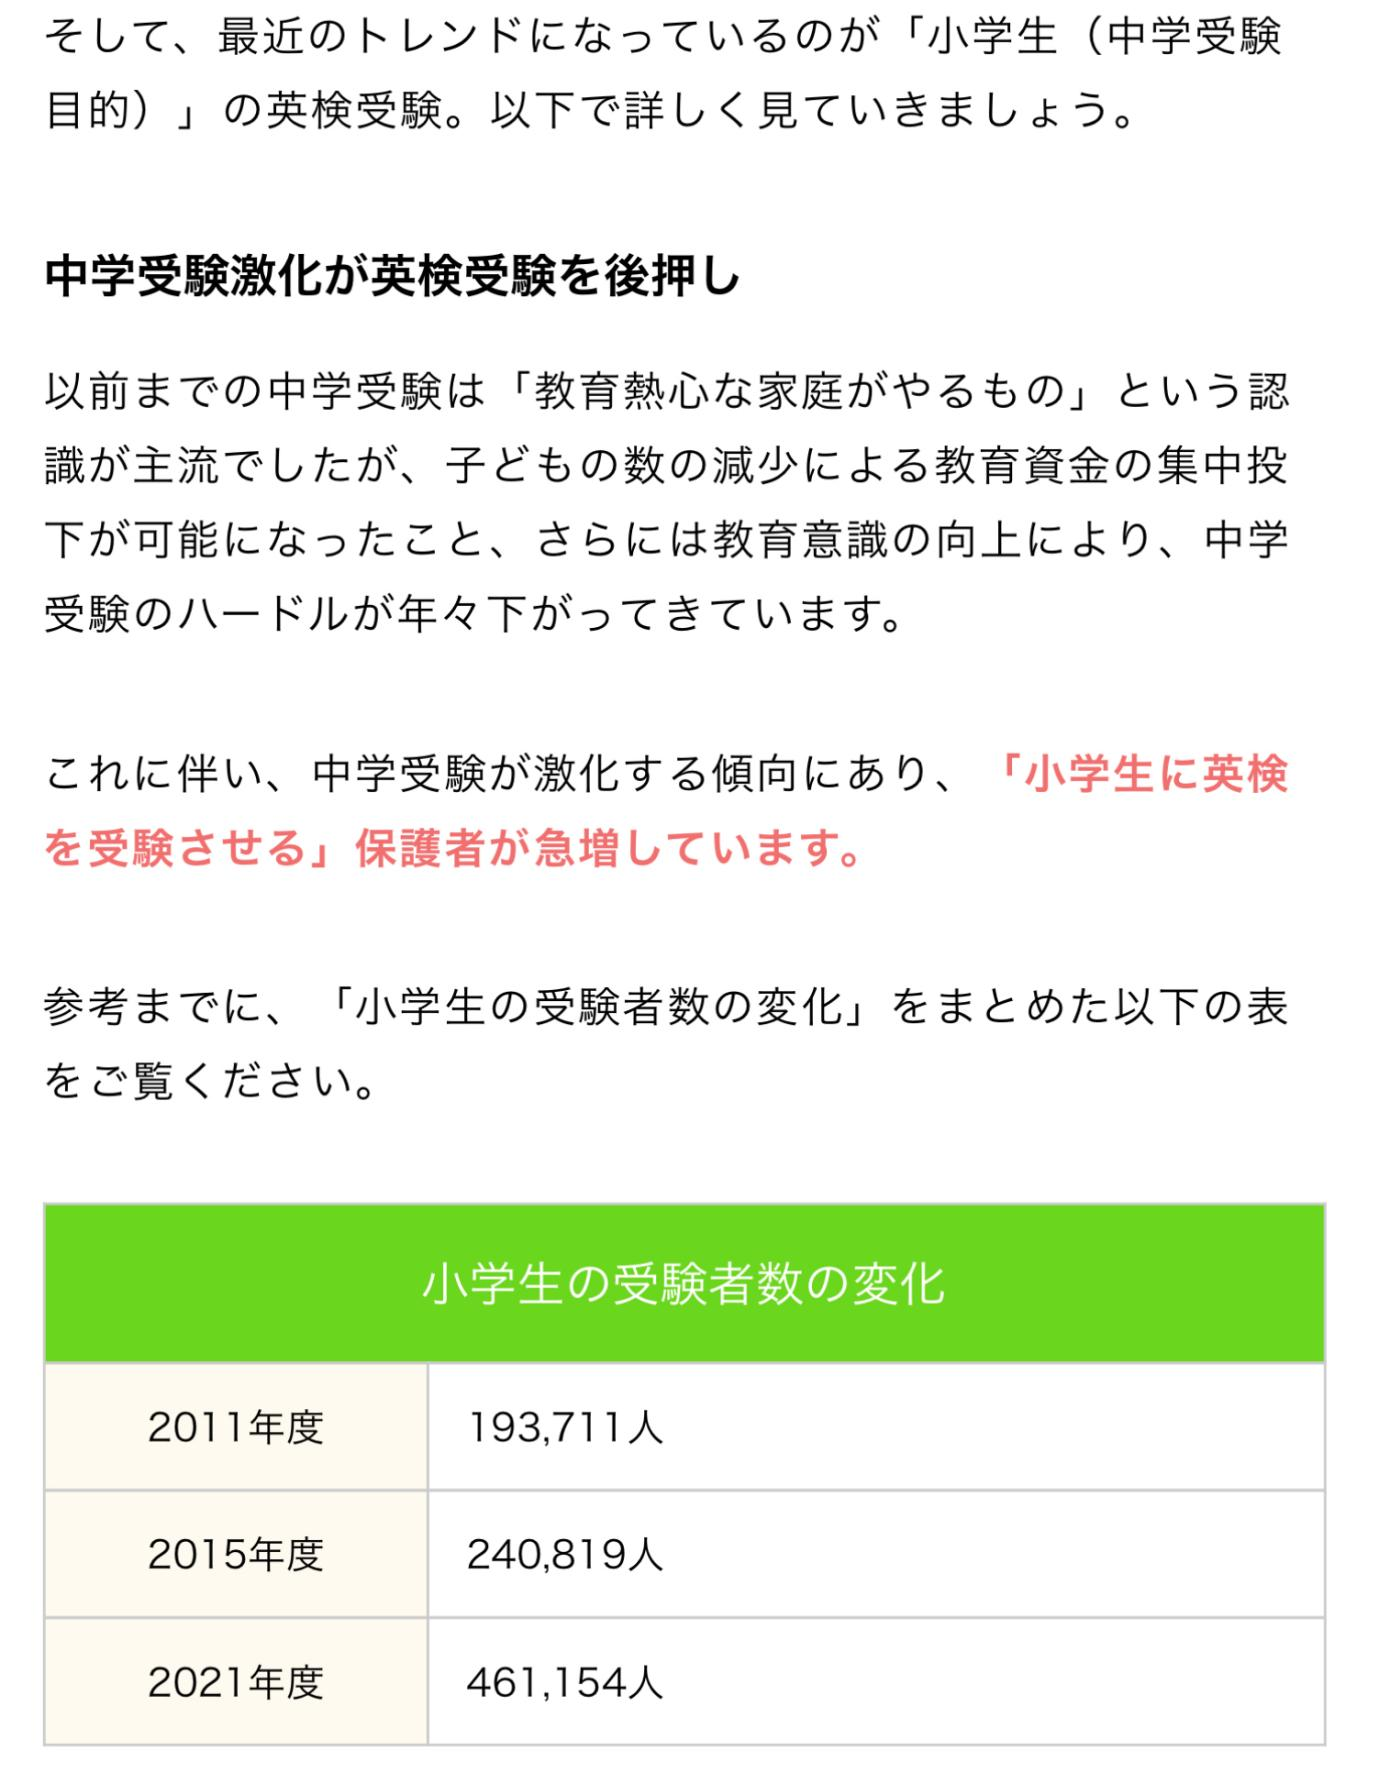 そして、最近のトレンドになっているのが「小学生（中学受験
目的）」の英検受験。以下で詳しく見ていきましょう。
中学受験激化が英検受験を後押し
以前までの中学受験は「教育熱心な家庭がやるもの」という認
識が主流でしたが、子どもの数の減少による教育資金の集中投
下が可能になったこと、さらには教育意識の向上により、中学
受験のハードルが年々下がってきています。
これに伴い、中学受験が激化する傾向にあり、「小学生に英検
を受験させる」保護者が急増しています。
参考までに、「小学生の受験者数の変化」をまとめた以下の表
をご覧ください。
小学生の受験者数の変化
2011年度 193,711人
2015年度 240,819人
2021年度 461,154人